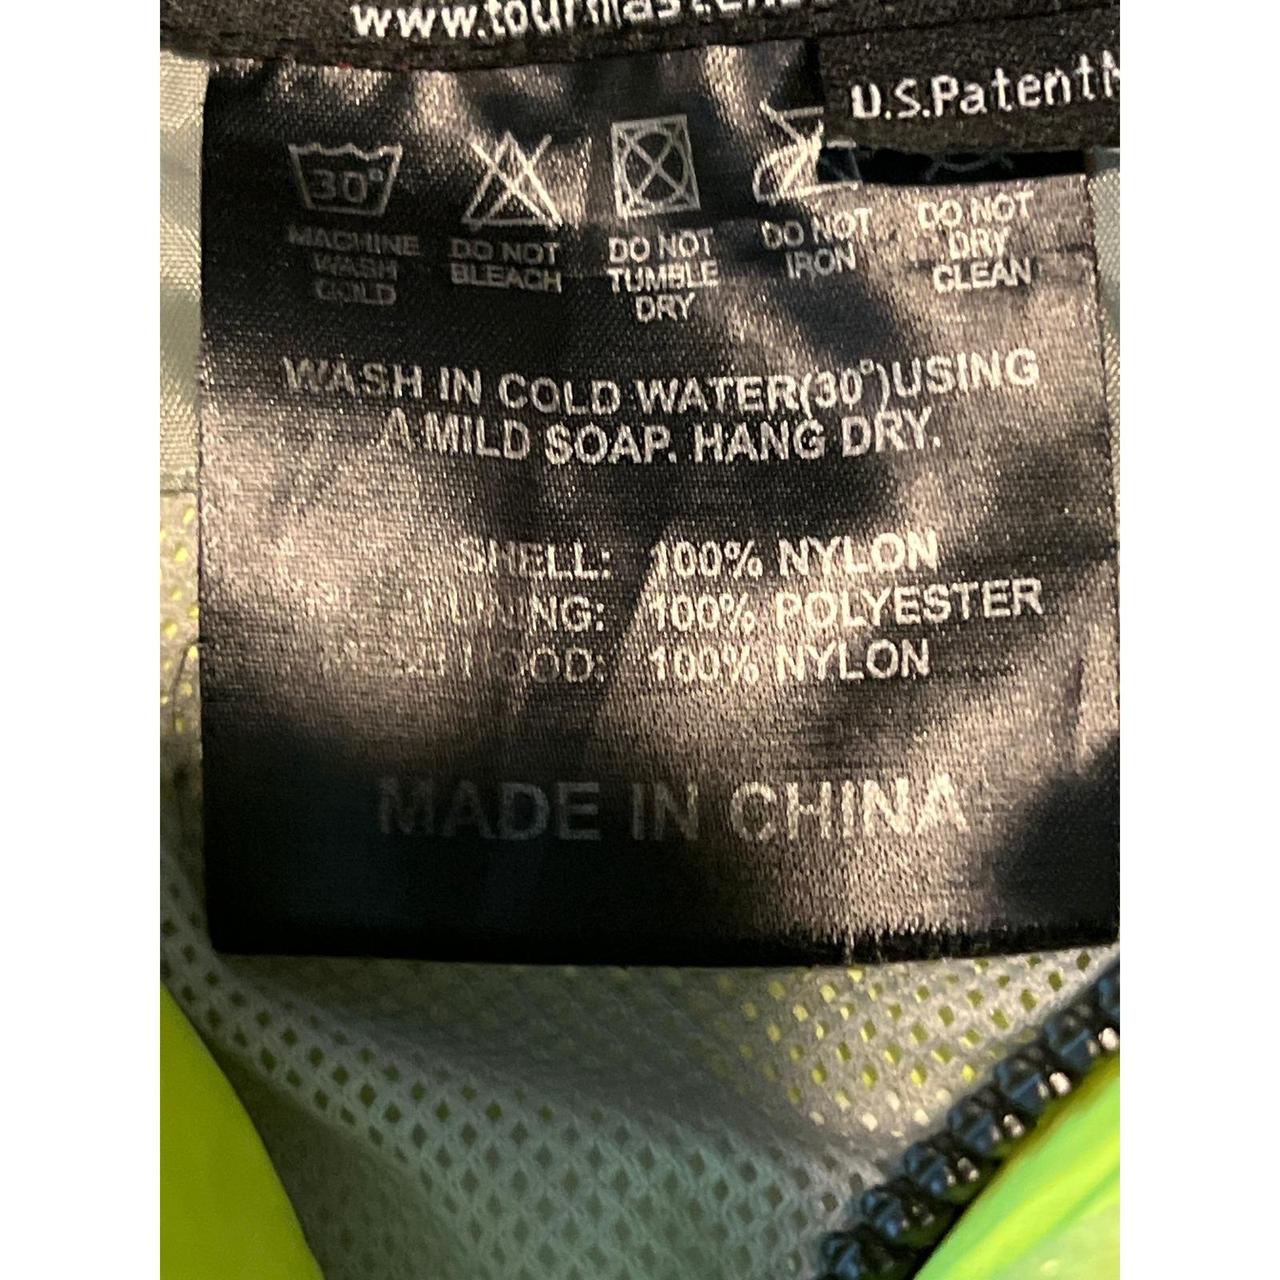 U.S.Patent
30°
MACHINE WASH COLD
DO NOT BLEACH
DO NOT TUMBLE DRY
DO NOT IRON
DO NOT DRY CLEAN
WASH IN COLD WATER(30°)USING
A MILD SOAP. HANG DRY.
SHELL: 100% NYLON
100% POLYESTER
100% NYLON
MADE IN CHINA